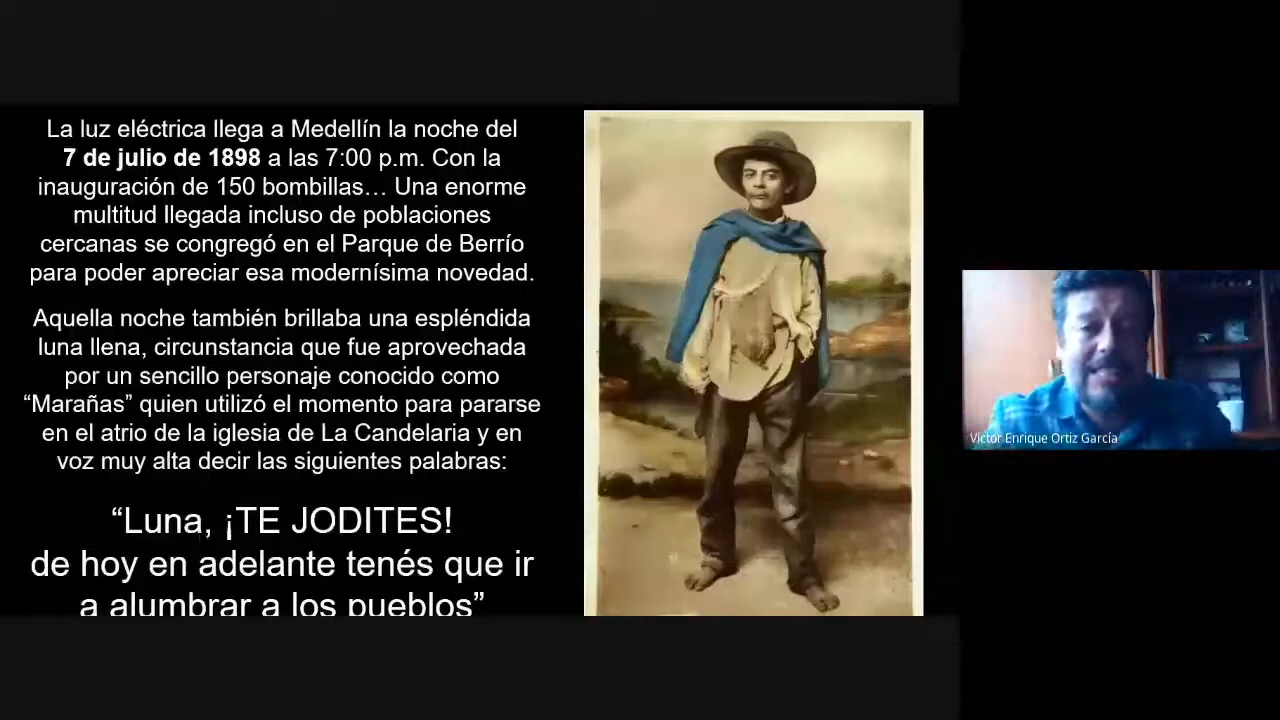 La luz eléctrica llega a Medellín la noche del
7 de julio de 1898 a las 7:00 p.m. Con la
inauguración de 150 bombillas… Una enorme
multitud llegada incluso de poblaciones
cercanas se congregó en el Parque de Berrío
para poder apreciar esa modernísima novedad.
Aquella noche también brillaba una espléndida
luna llena, circunstancia que fue aprovechada
por un sencillo personaje conocido como
“Marañas” quien utilizó el momento para pararse
en el atrio de la iglesia de La Candelaria y en
voz muy alta decir las siguientes palabras:
“Luna, ¡TE JODITES!
de hoy en adelante tenés que ir
a alumbrar a los pueblos”
Victor Enrique Ortiz García